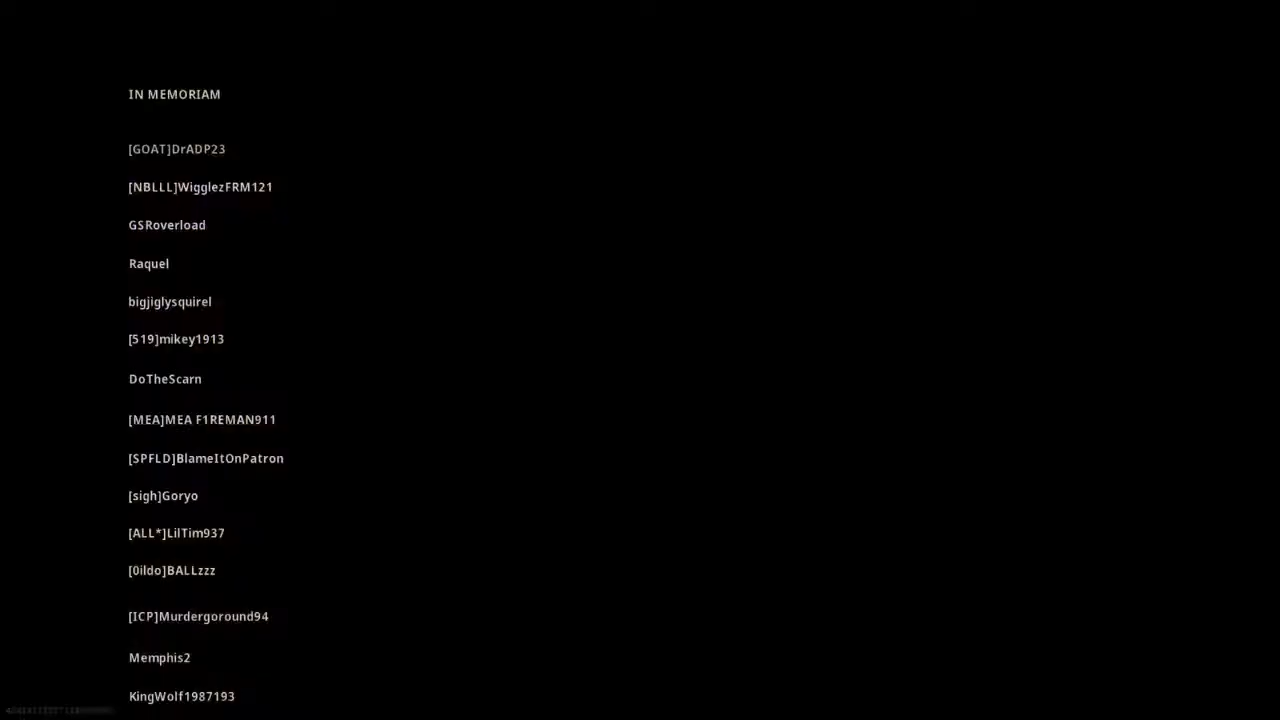 IN MEMORIAM
[GOAT]DrADP23
[NBLLL]WigglezFRM121
GSRoverload
Raquel
bigjiglysquirel
[519]mikey1913
DoTheScarn
[MEA]MEA F1REMAN911
[SPFLD]BlameItOnPatron
[sigh]Goryo
[ALL*]LilTim937
[0ildo]BALLzzz
[ICP]Murdergoround94
Memphis2
KingWolf1987193